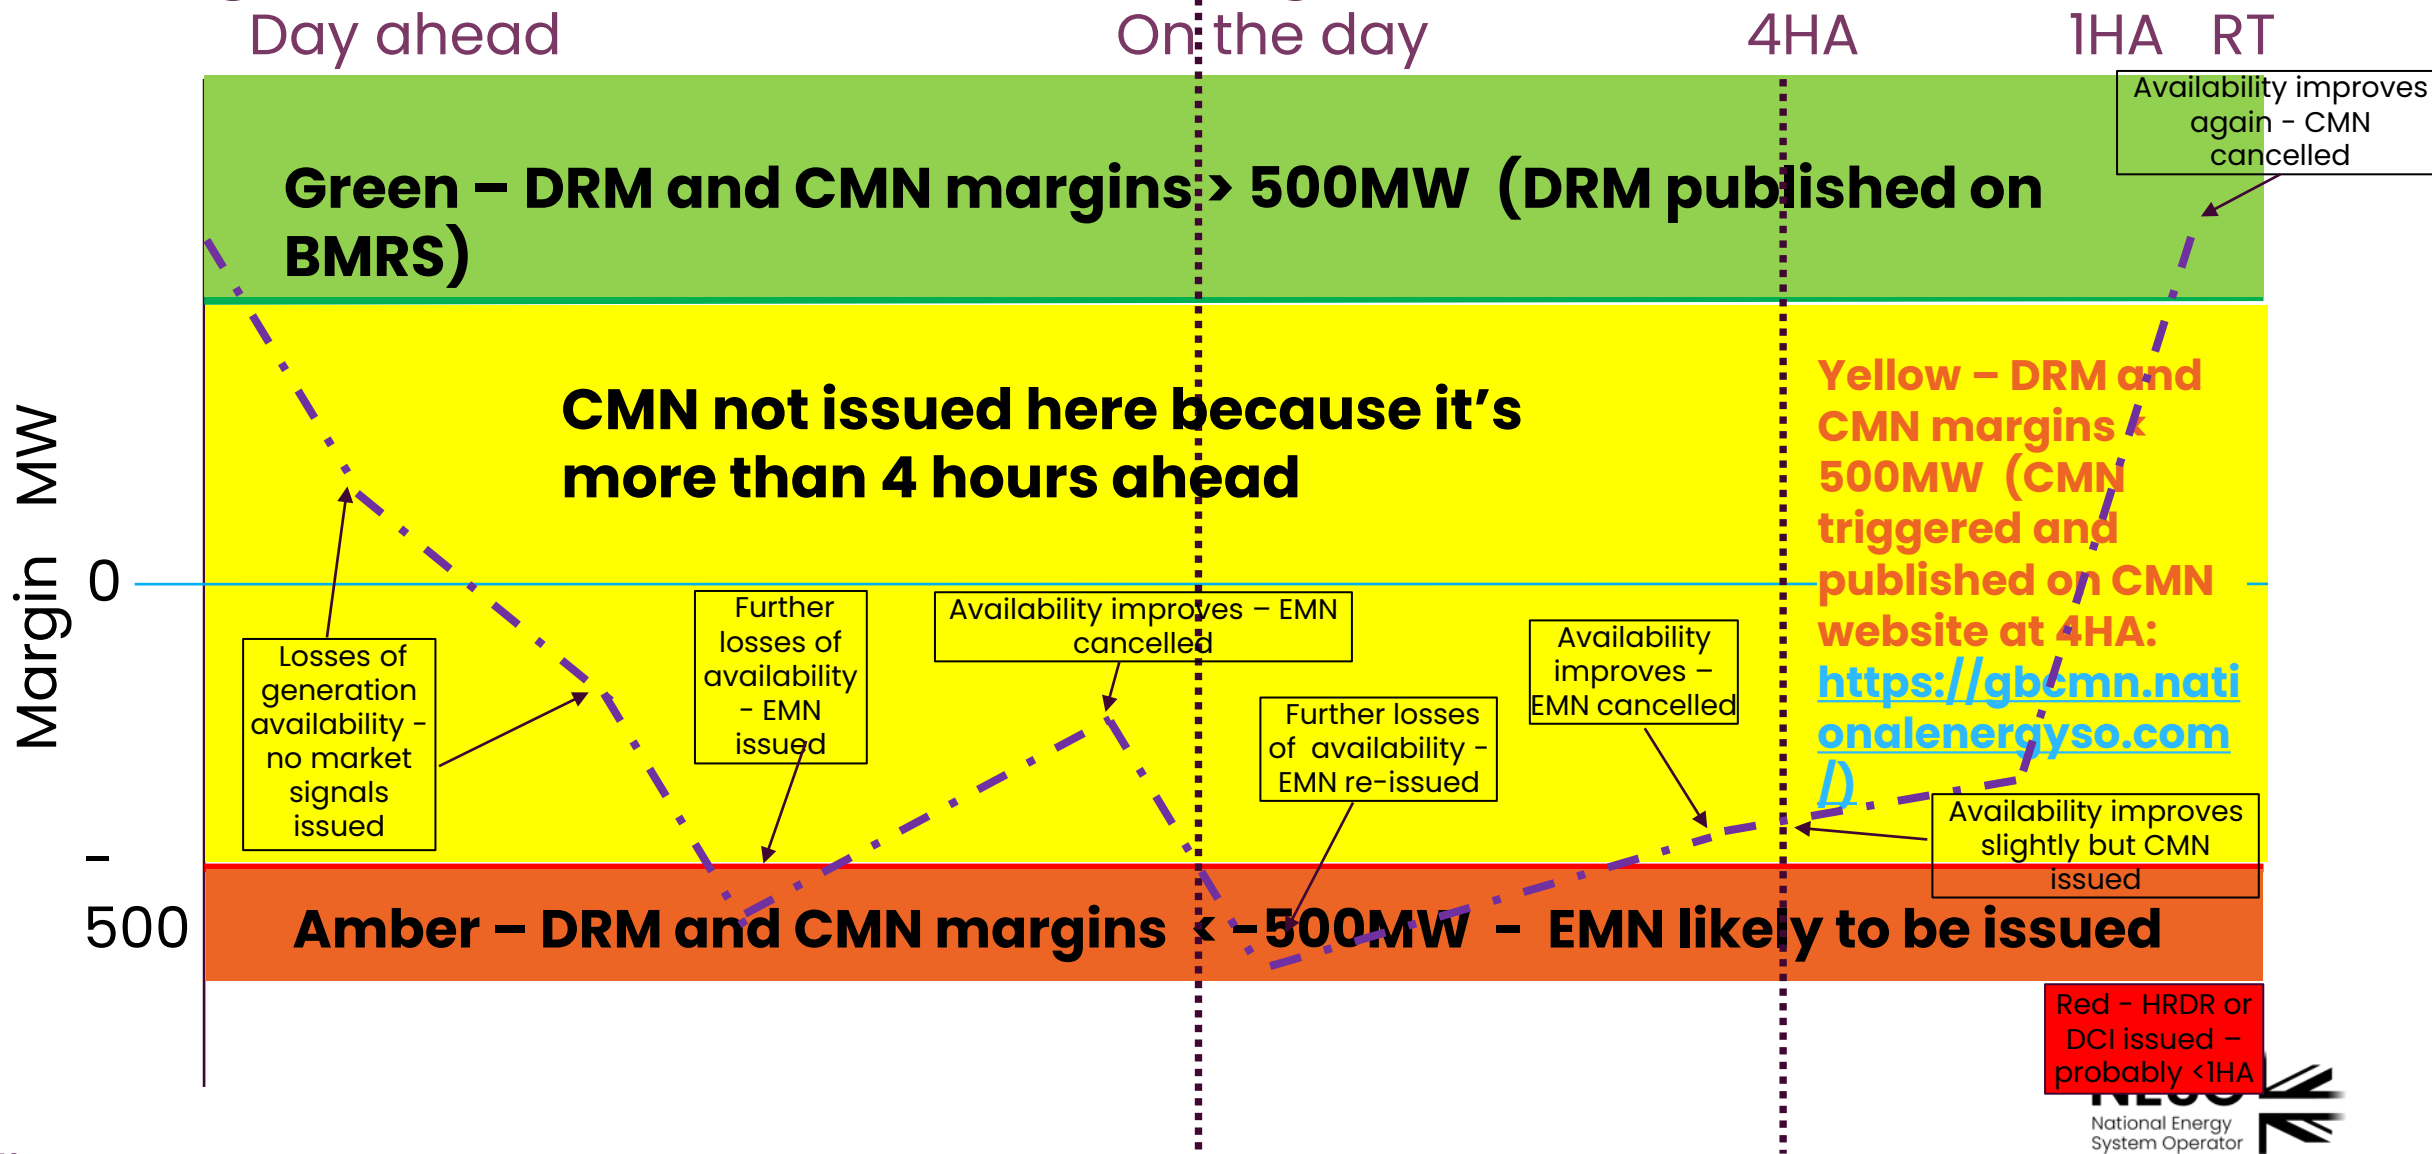 Day ahead
On the day
4HA
1HA
RT
Availability improves
again - CMN
cancelled
Green – DRM and CMN margins > 500MW (DRM published on
BMRS)
CMN not issued here because it's
more than 4 hours ahead
Yellow – DRM and
CMN margins <
500MW (CMN
triggered and
published on CMN
website at 4HA:
https://gbcmn.nati
onalenergyso.com
/)
Margin MW
0
-
500
Losses of
generation
availability -
no market
signals
issued
Further
losses of
availability
- EMN
issued
Availability improves – EMN
cancelled
Further losses
of availability -
EMN re-issued
Availability
improves –
EMN cancelled
Availability improves
slightly but CMN
issued
Amber – DRM and CMN margins < -500MW - EMN likely to be issued
Red - HRDR or
DCI issued –
probably <1HA
National Energy
System Operator